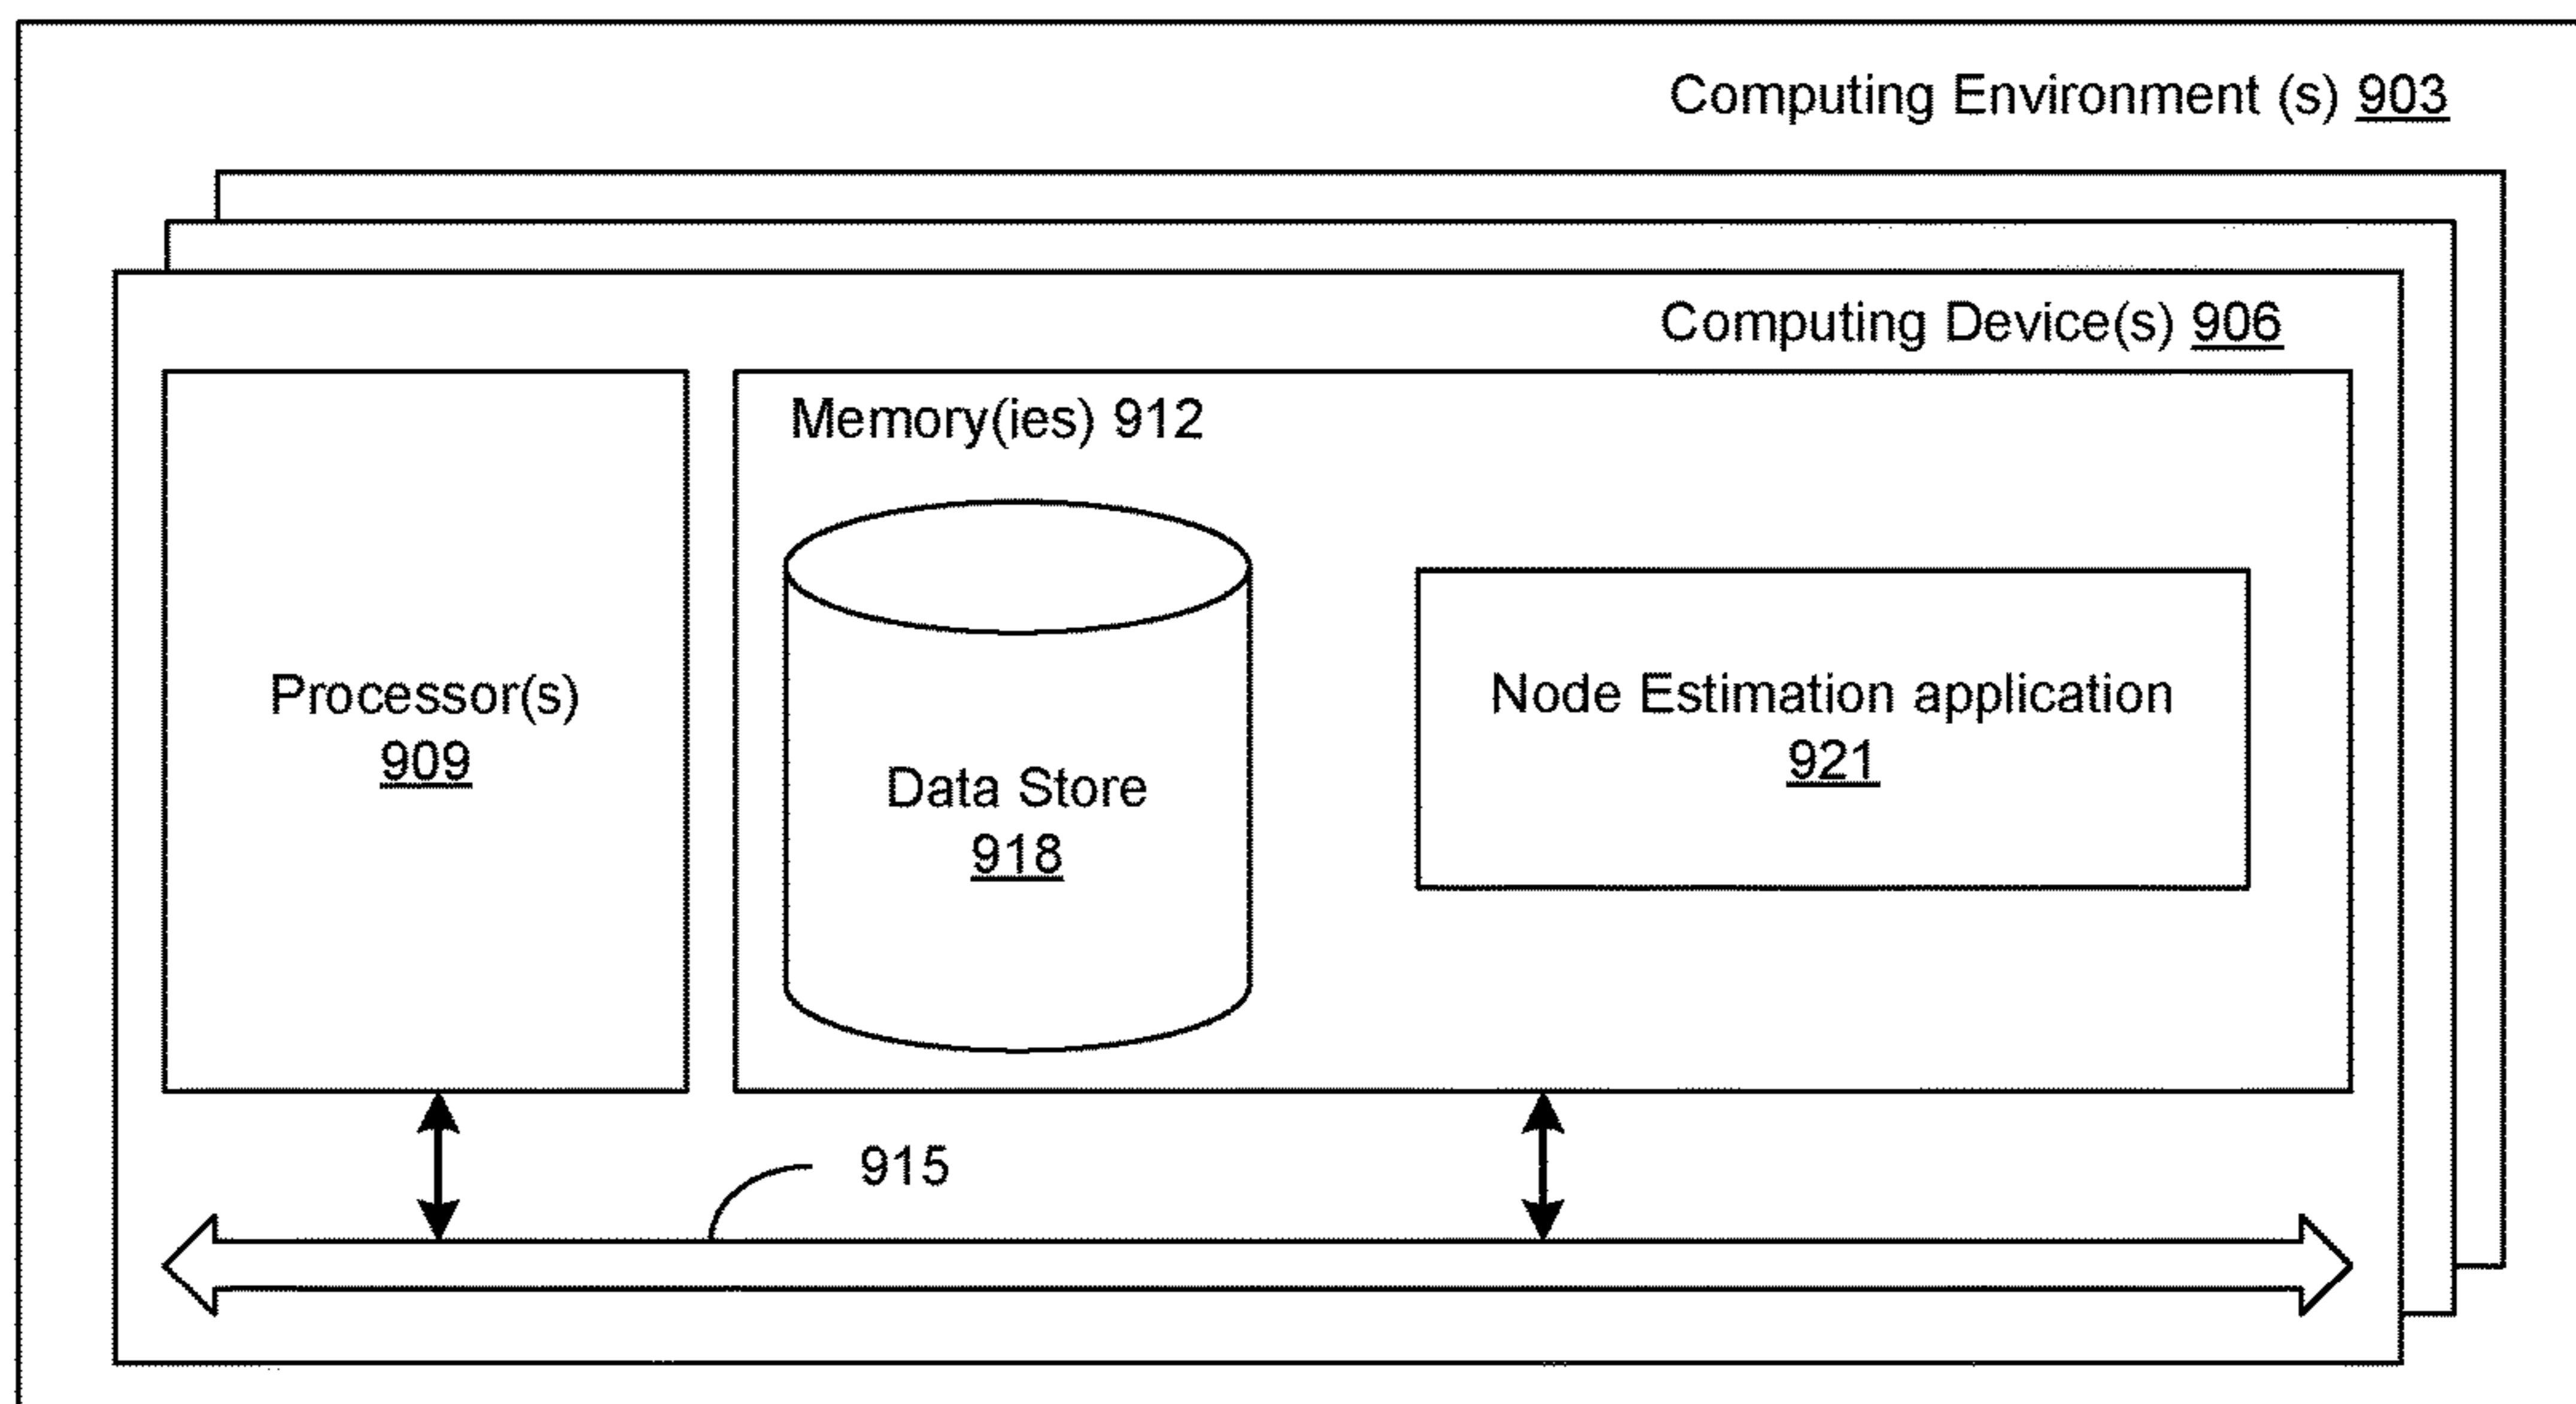 Computing Environment (s) 903
Computing Device(s) 906
Memory(ies) 912
Processor(s)
909
Data Store
918
Node Estimation application
921
915